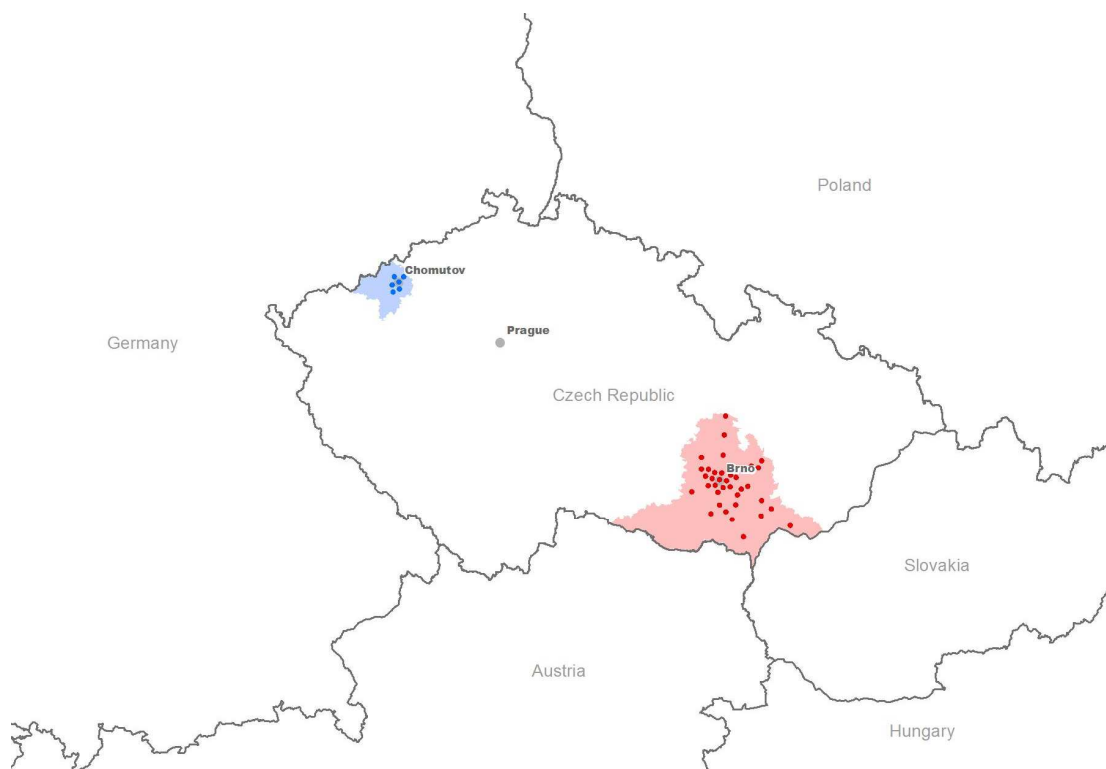 Poland
Chomutov
Prague
Germany
Czech Republic
Brno
Slovakia
Austria
Hungary